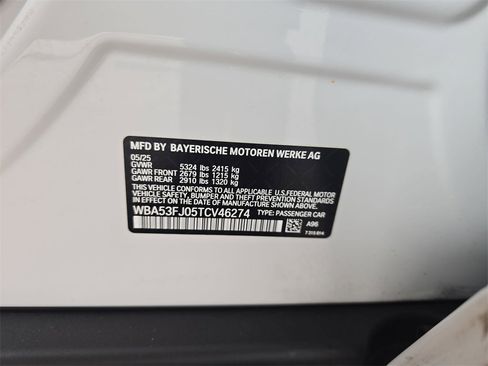 MFD BY BAYERISCHE MOTOREN WERKE AG
05/25
GVWR 5324 lbs 2415 kg
GAWR FRONT 2679 lbs 1215 kg
GAWR REAR 2910 lbs 1320 kg
THIS VEHICLE CONFORMS TO ALL APPLICABLE U.S.FEDERAL MOTOR
VEHICLE SAFETY, BUMPER, AND THEFT PREVENTION STANDARDS
IN EFFECT ON THE DATE OF MANUFACTURE SHOWN ABOVE.
WBA53FJ05TCV46274 TYPE: PASSENGER CAR
A96